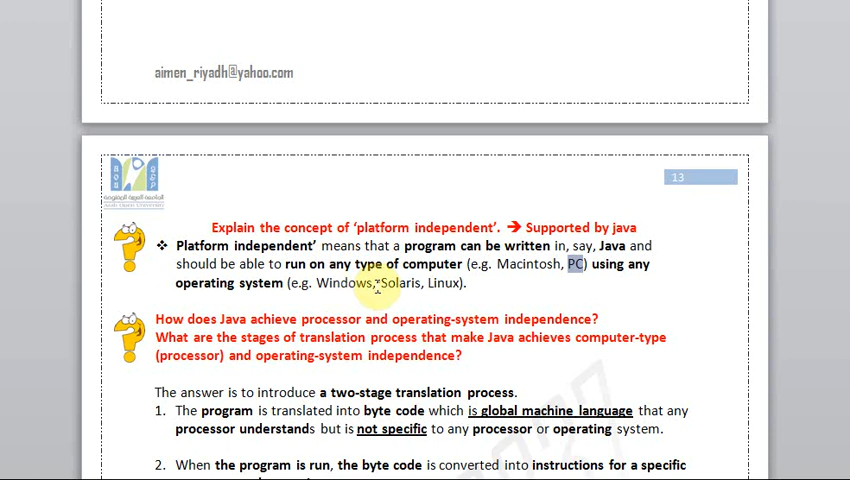 aimen_riyadh@yahoo.com
13
Explain the concept of ‘platform independent’. ➔ Supported by java
❖ Platform independent’ means that a program can be written in, say, Java and
should be able to run on any type of computer (e.g. Macintosh, PC) using any
operating system (e.g. Windows, Solaris, Linux).
How does Java achieve processor and operating-system independence?
What are the stages of translation process that make Java achieves computer-type
(processor) and operating-system independence?
The answer is to introduce a two-stage translation process.
1. The program is translated into byte code which is global machine language that any
processor understands but is not specific to any processor or operating system.
2. When the program is run, the byte code is converted into instructions for a specific